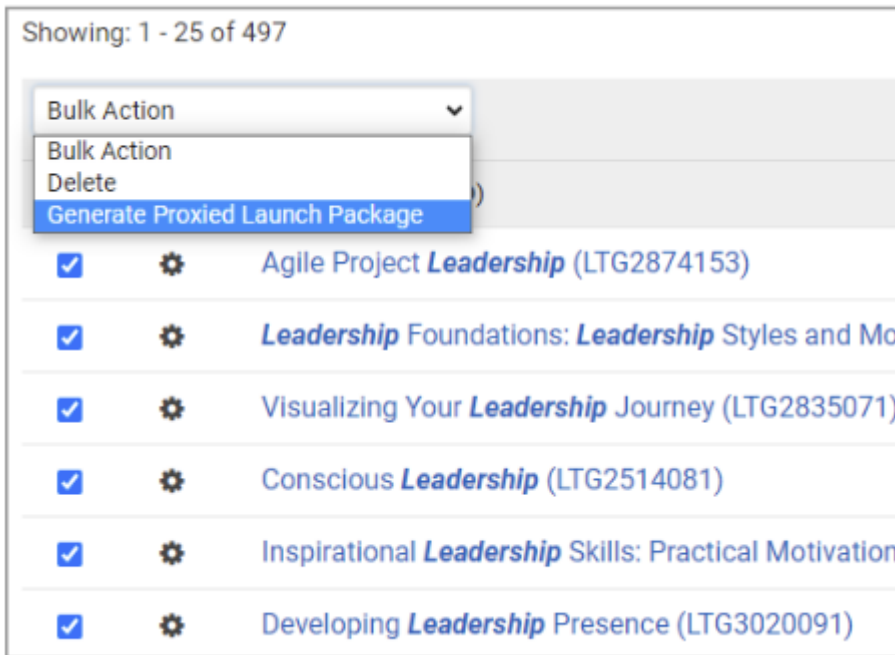 Showing: 1 - 25 of 497
Bulk Action
Bulk Action
Delete
Generate Proxied Launch Package
Agile Project Leadership (LTG2874153)
Leadership Foundations: Leadership Styles and Mo
Visualizing Your Leadership Journey (LTG2835071)
Conscious Leadership (LTG2514081)
Inspirational Leadership Skills: Practical Motivation
Developing Leadership Presence (LTG3020091)